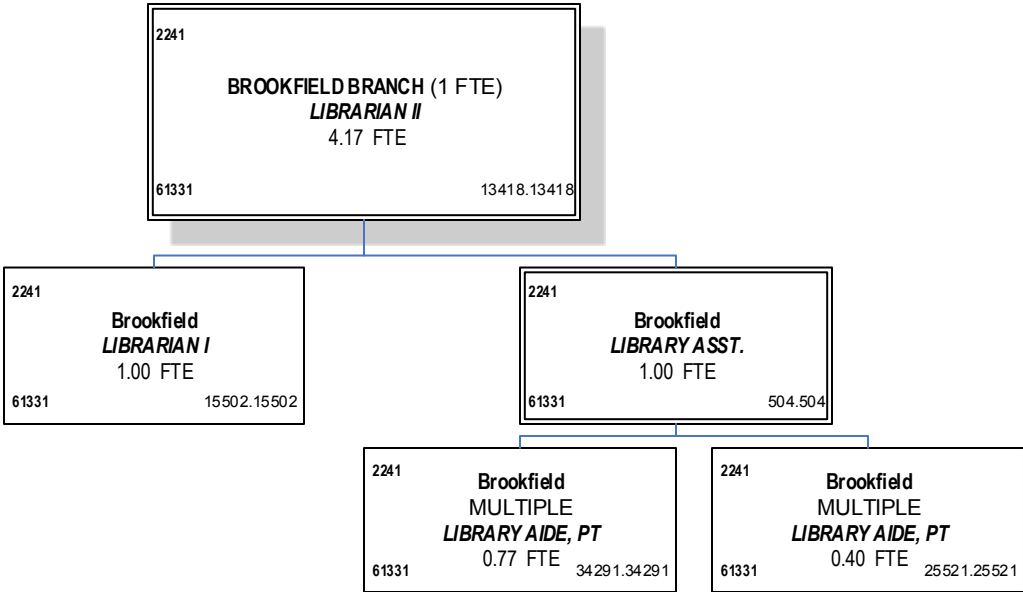 2241
BROOKFIELD BRANCH (1 FTE)
LIBRARIAN II
4.17 FTE
61331 13418.13418
2241
Brookfield
LIBRARIAN I
1.00 FTE
61331 15502.15502
2241
Brookfield
LIBRARY ASST.
1.00 FTE
61331 504.504
2241
Brookfield
MULTIPLE
LIBRARY AIDE, PT
0.77 FTE
61331 34291.34291
2241
Brookfield
MULTIPLE
LIBRARY AIDE, PT
0.40 FTE
61331 25521.25521